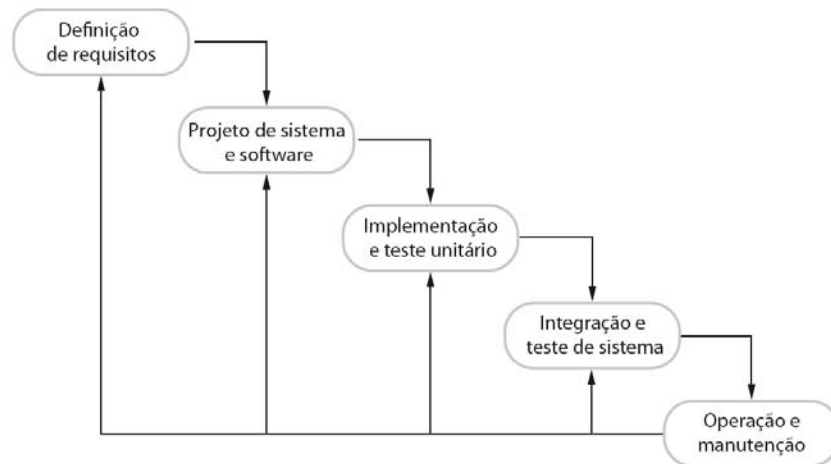 Definição
de requisitos
Projeto de sistema
e software
Implementação
e teste unitário
Integração e
teste de sistema
Operação e
manutenção